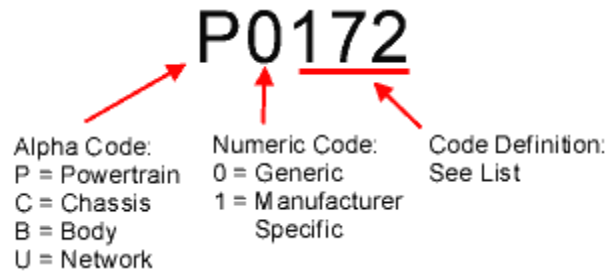 P0172
Alpha Code:
P = Powertrain
C = Chassis
B = Body
U = Network
Numeric Code:
0 = Generic
1 = Manufacturer
Specific
Code Definition:
See List